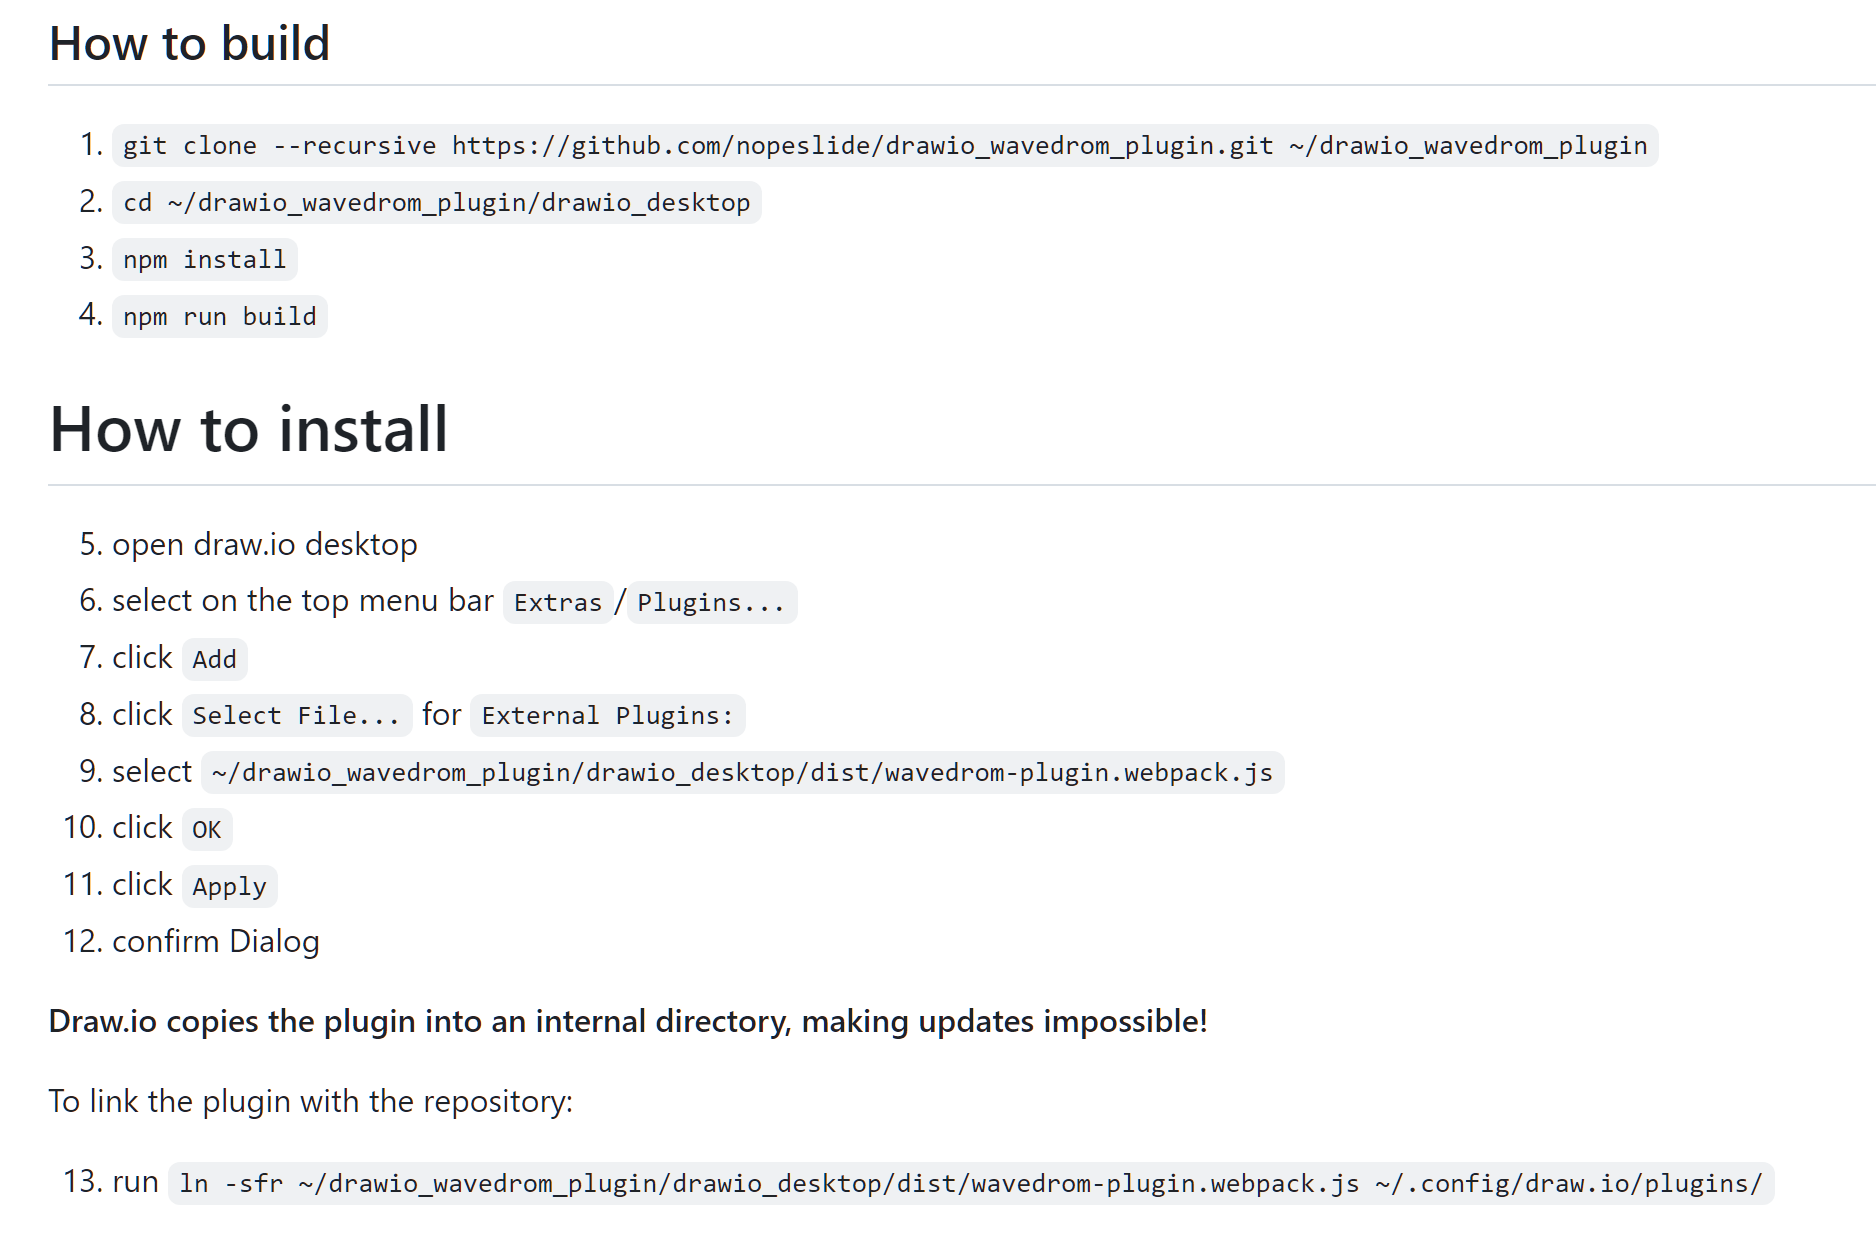 How to build
1. git clone --recursive https://github.com/nopeslide/drawio_wavedrom_plugin.git ~/drawio_wavedrom_plugin
2. cd ~/drawio_wavedrom_plugin/drawio_desktop
3. npm install
4. npm run build
How to install
5. open draw.io desktop
6. select on the top menu bar Extras / Plugins...
7. click Add
8. click Select File... for External Plugins:
9. select ~/drawio_wavedrom_plugin/drawio_desktop/dist/wavedrom-plugin.webpack.js
10. click OK
11. click Apply
12. confirm Dialog
Draw.io copies the plugin into an internal directory, making updates impossible!
To link the plugin with the repository:
13. run ln -sfr ~/drawio_wavedrom_plugin/drawio_desktop/dist/wavedrom-plugin.webpack.js ~/.config/draw.io/plugins/